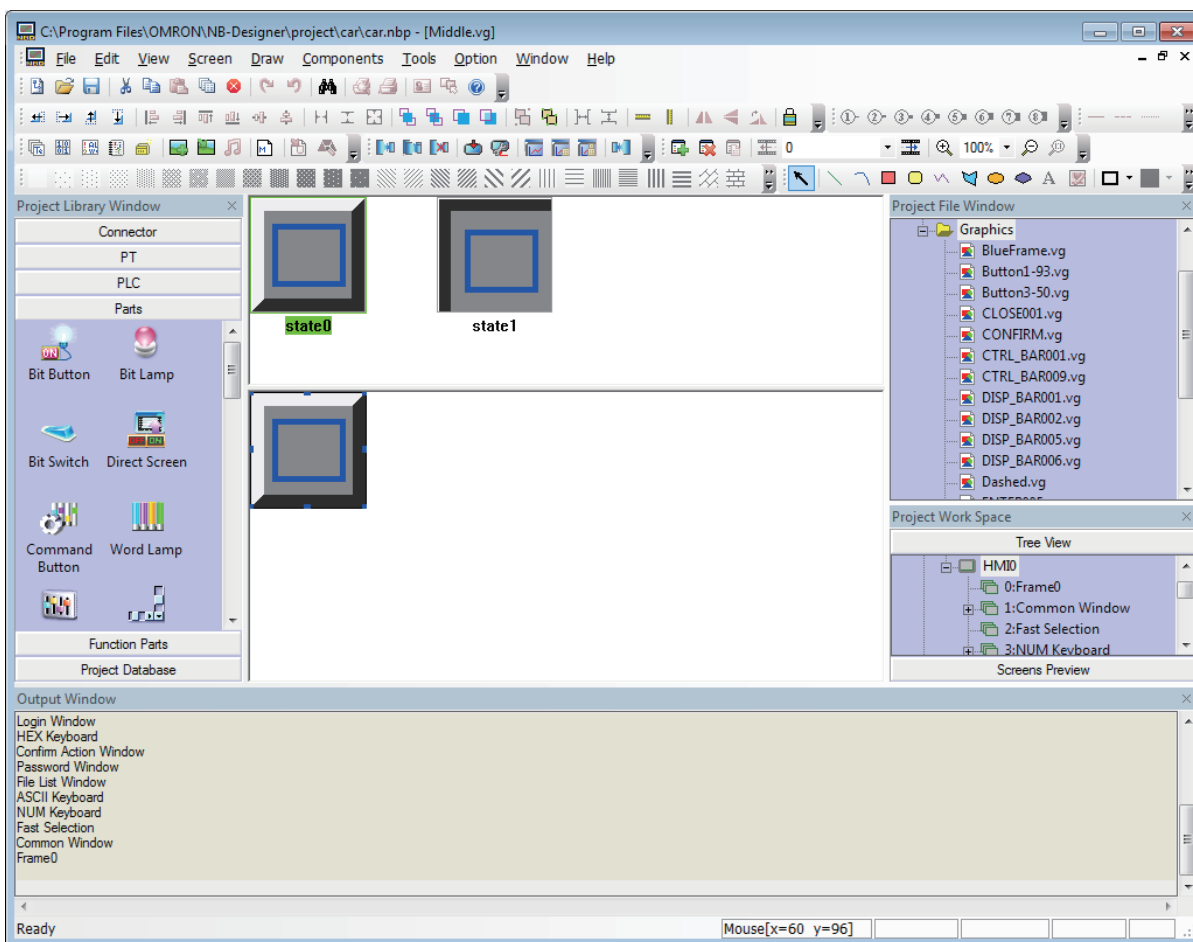 C:\Program Files\OMRON\NB-Designer\project\car\car.nbp - [Middle.vg]
File Edit View Screen Draw Components Tools Option Window Help
0 100%
Project Library Window
Connector
PT
PLC
Parts
Bit Button Bit Lamp
Bit Switch Direct Screen
Command Button Word Lamp
Function Parts
Project Database
state0 state1
Project File Window
Graphics
BlueFrame.vg
Button1-93.vg
Button3-50.vg
CLOSE001.vg
CONFIRM.vg
CTRL_BAR001.vg
CTRL_BAR009.vg
DISP_BAR001.vg
DISP_BAR002.vg
DISP_BAR005.vg
DISP_BAR006.vg
Dashed.vg
Project Work Space
Tree View
HMI0
0:Frame0
1:Common Window
2:Fast Selection
3:NUM Keyboard
Screens Preview
Output Window
Login Window
HEX Keyboard
Confirm Action Window
Password Window
File List Window
ASCII Keyboard
NUM Keyboard
Fast Selection
Common Window
Frame0
Ready Mouse[x=60 y=96]